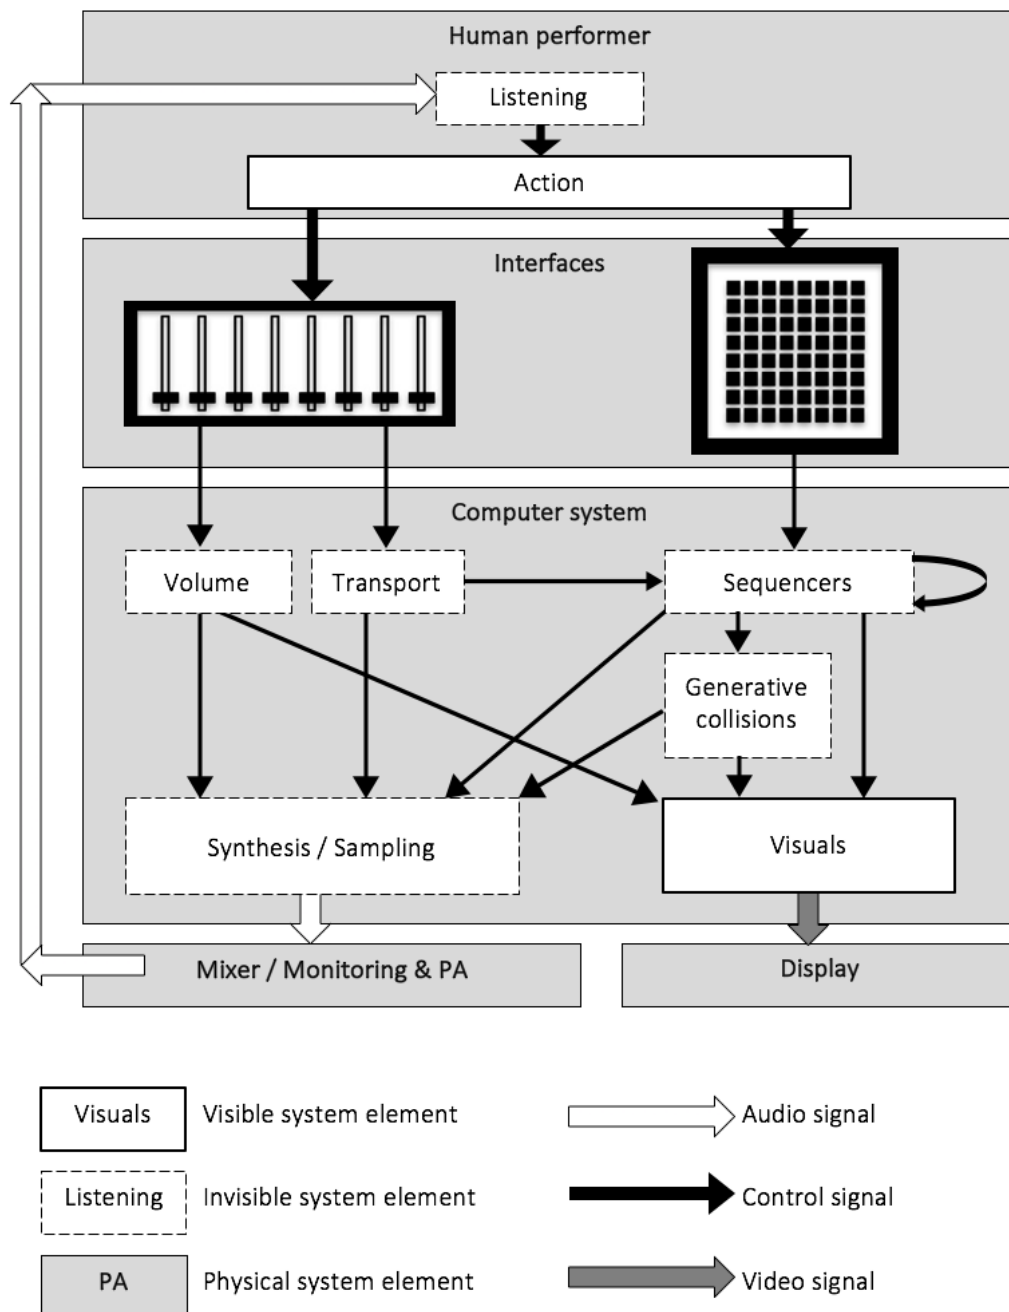 Human performer
Listening
Action
Interfaces
Computer system
Volume
Transport
Sequencers
Generative
collisions
Synthesis / Sampling
Visuals
Mixer / Monitoring & PA
Display
Visuals
Visible system element
Audio signal
Listening
Invisible system element
Control signal
PA
Physical system element
Video signal